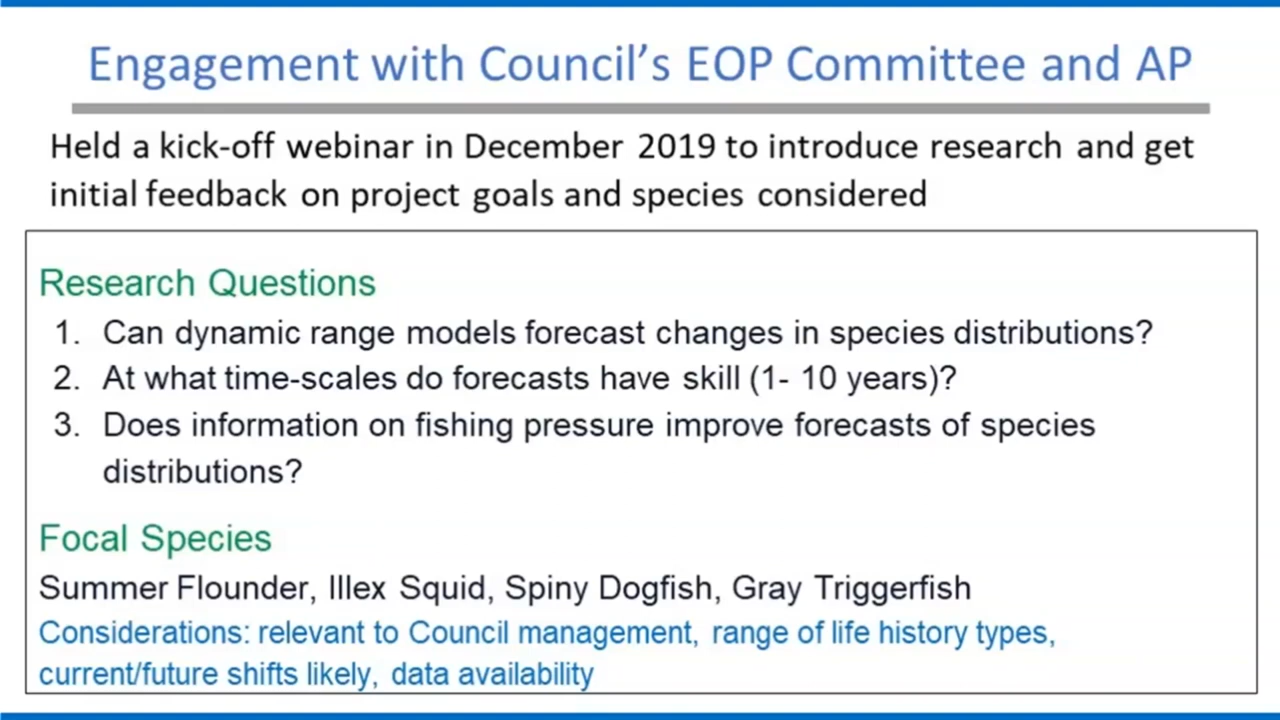 Engagement with Council’s EOP Committee and AP
Held a kick-off webinar in December 2019 to introduce research and get
initial feedback on project goals and species considered
Research Questions
1. Can dynamic range models forecast changes in species distributions?
2. At what time-scales do forecasts have skill (1- 10 years)?
3. Does information on fishing pressure improve forecasts of species
distributions?
Focal Species
Summer Flounder, Illex Squid, Spiny Dogfish, Gray Triggerfish
Considerations: relevant to Council management, range of life history types,
current/future shifts likely, data availability